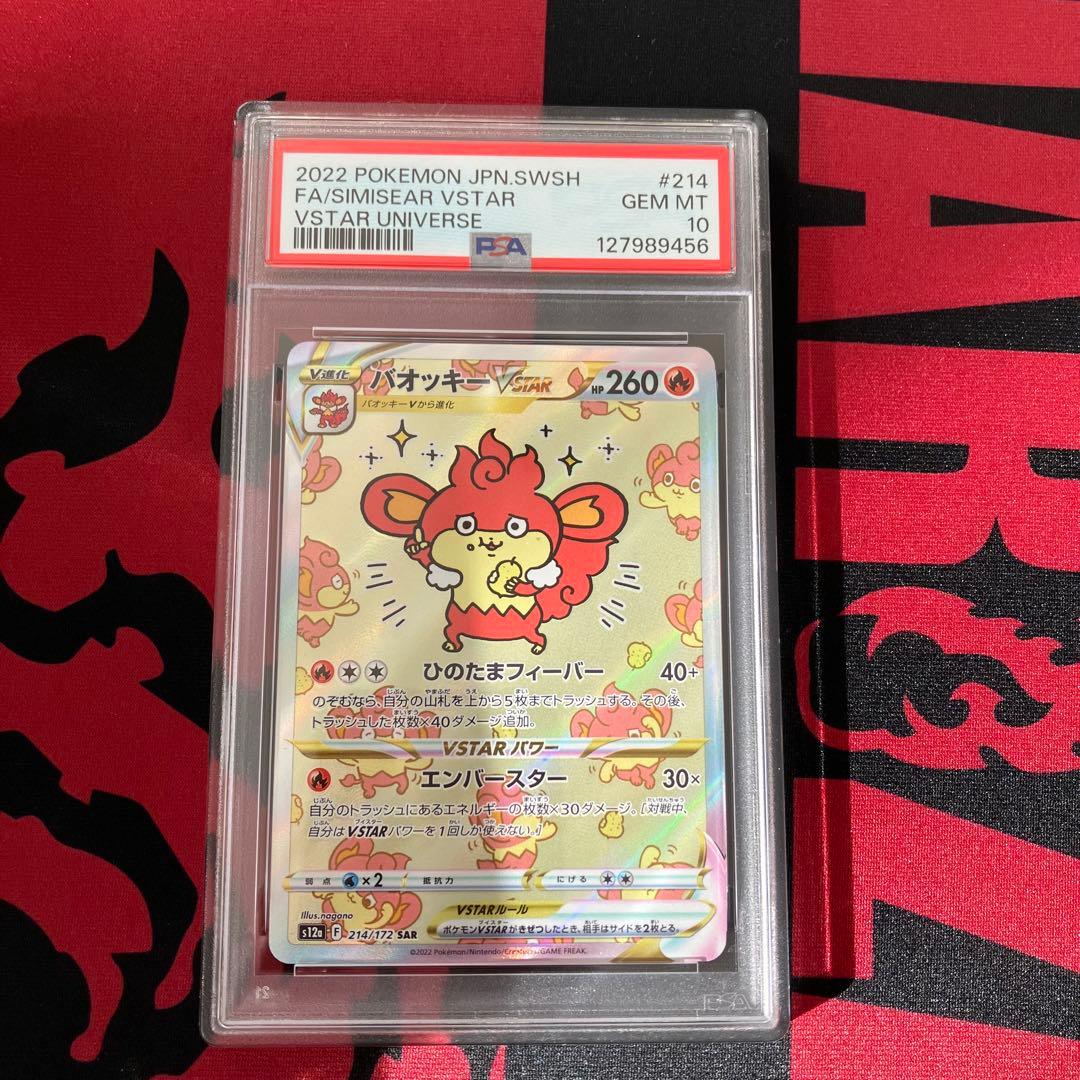 2022 POKEMON JPN.SWSH #214
FA/SIMISEAR VSTAR GEM MT
VSTAR UNIVERSE 10
PSA 127989456
V進化 バオッキーVSTAR HP260
バオッキーVから進化
ひのたまフィーバー 40+
のぞむなら、自分の山札を上から5枚までトラッシュする。その後、
トラッシュした枚数×40ダメージ追加。
VSTARパワー
エンバースター 30×
自分のトラッシュにあるエネルギーの枚数×30ダメージ。[対戦中、
自分はVSTARパワーを1回しか使えない。]
弱点 ×2 抵抗力 にげる
VSTARルール
ポケモンVSTARがきぜつしたとき、相手はサイドを2枚とる。
Illus.nagano
s12a F 214/172 SAR
©2022 Pokémon/Nintendo/Creatures/GAME FREAK.